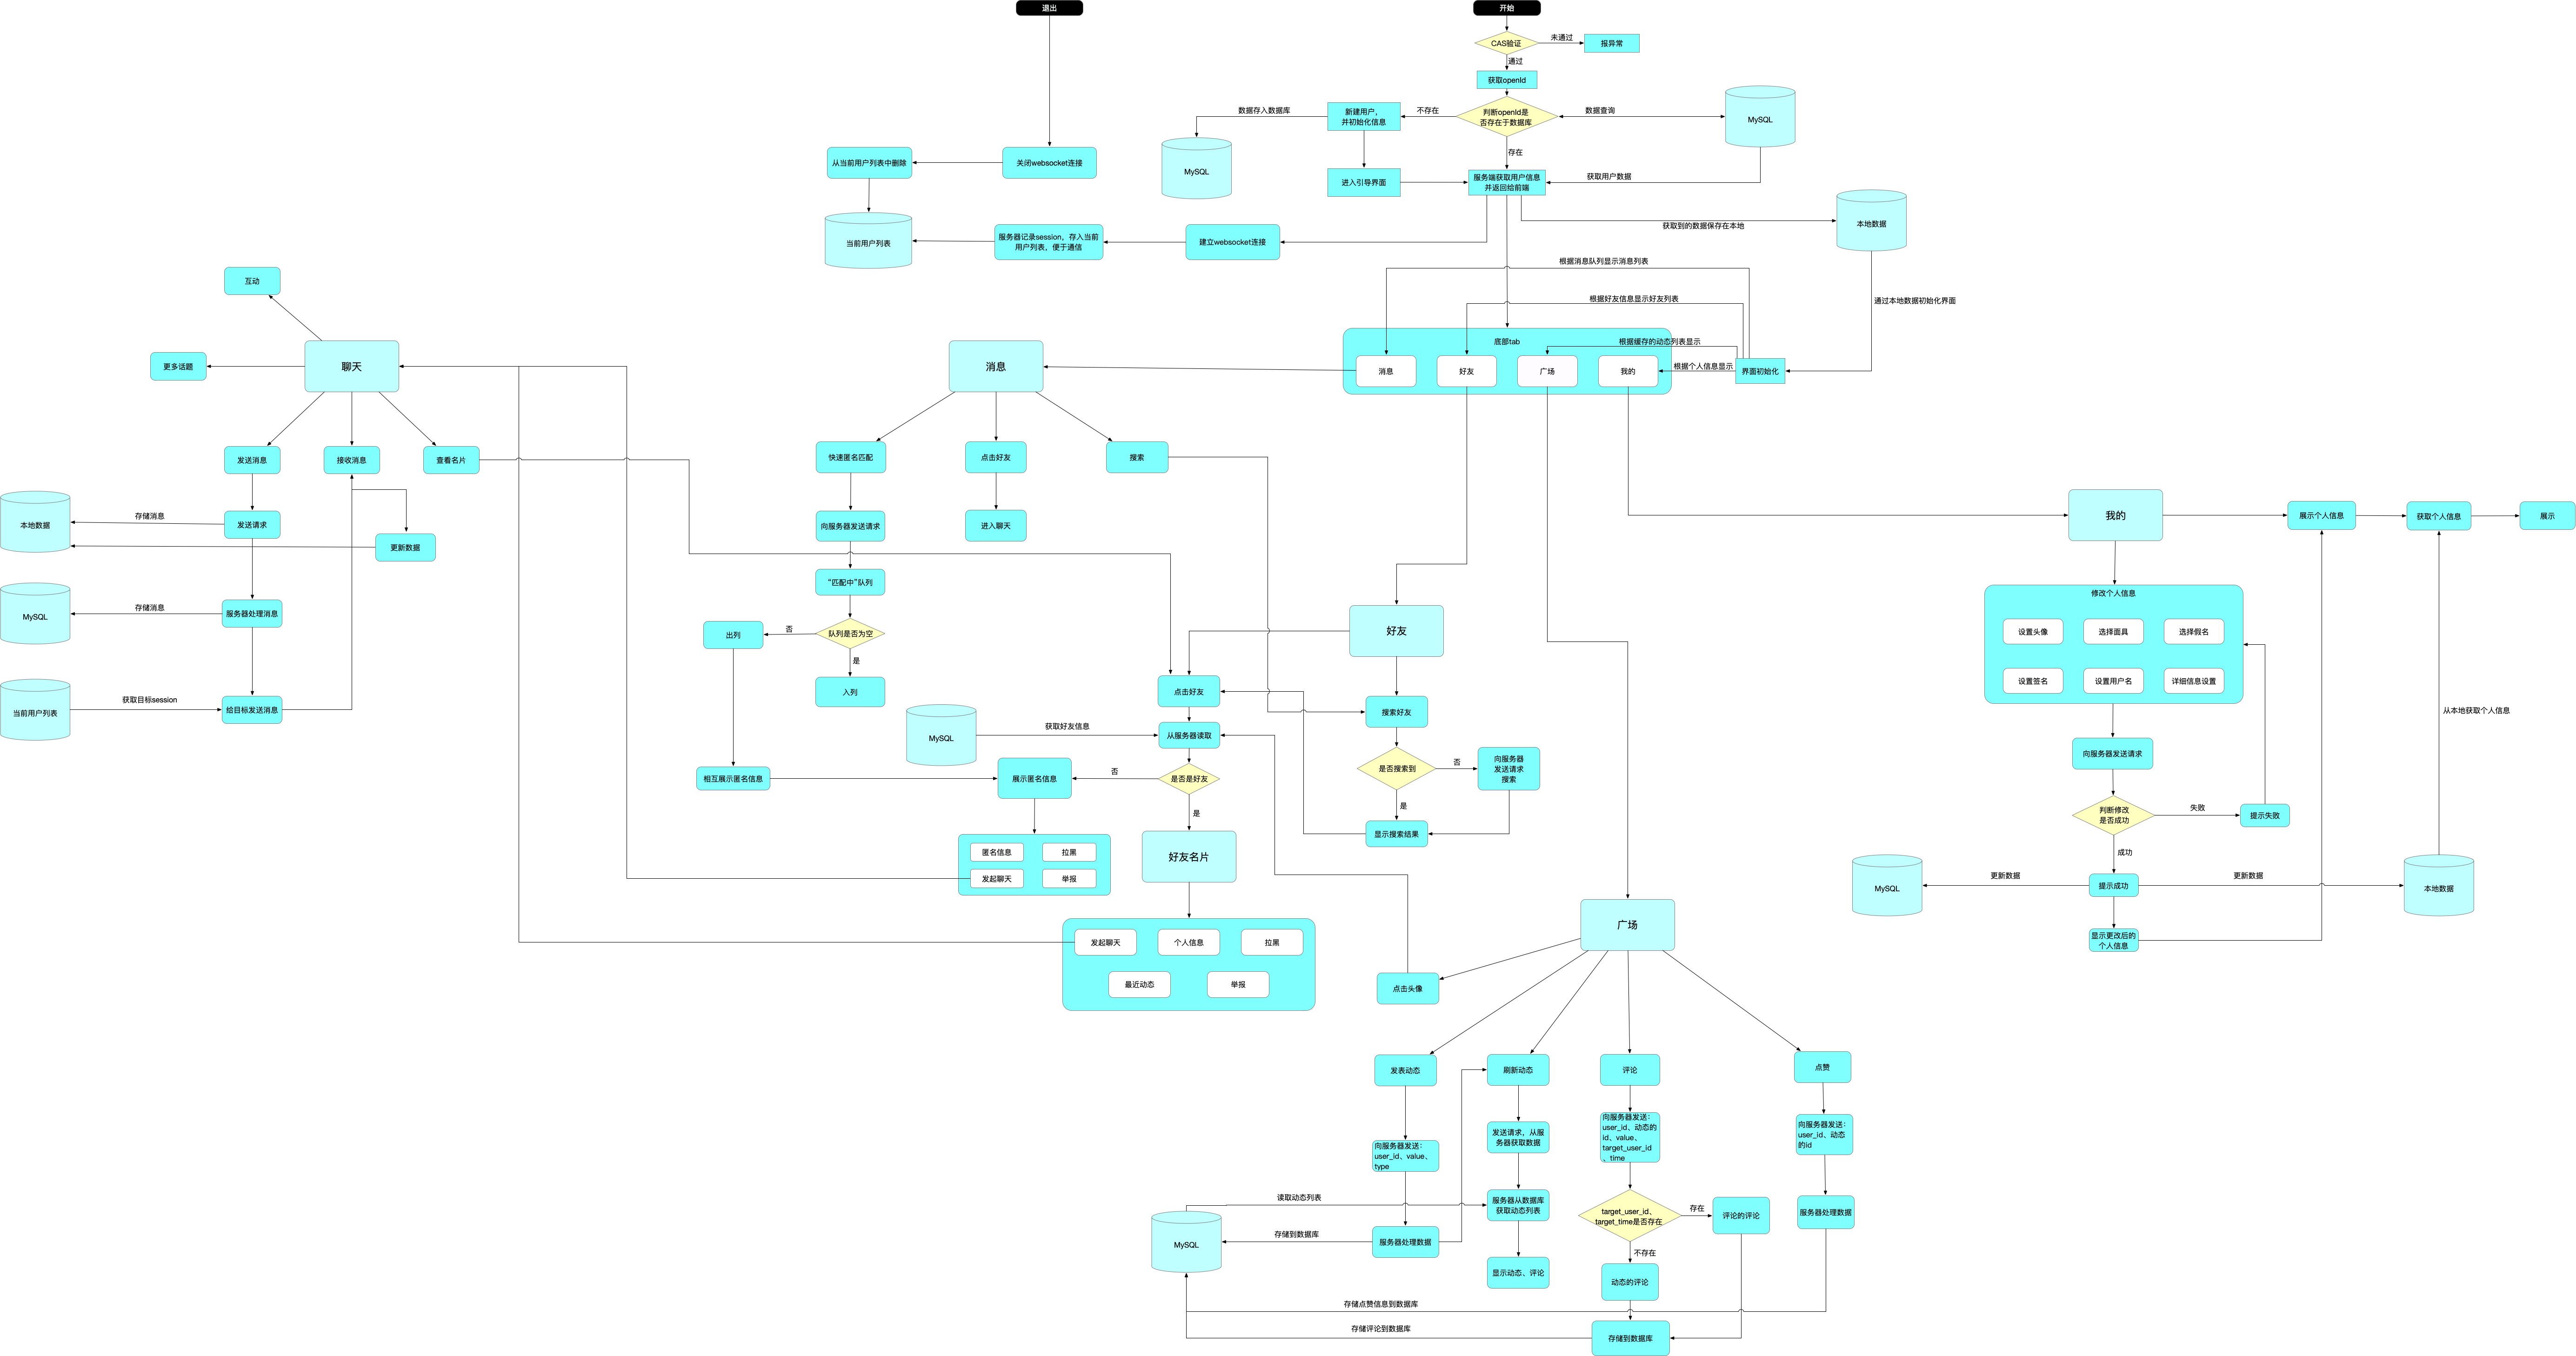 退出
开始
CAS验证
未通过
报异常
通过
获取openId
数据存入数据库
新建用户，
并初始化信息
不存在
判断openId是
否存在于数据库
数据查询
MySQL
MySQL
存在
从当前用户列表中删除
关闭websocket连接
进入引导界面
服务端获取用户信息
并返回给前端
获取用户数据
本地数据
获取到的数据保存在本地
当前用户列表
服务器记录session，存入当前
用户列表，便于通信
建立websocket连接
根据消息队列显示消息列表
互动
根据好友信息显示好友列表
通过本地数据初始化界面
底部tab
根据缓存的动态列表显示
更多话题
聊天
消息
消息
好友
广场
我的
根据个人信息显示
界面初始化
发送消息
接收消息
查看名片
快速匿名匹配
点击好友
搜索
本地数据
存储消息
发送请求
更新数据
向服务器发送请求
进入聊天
我的
展示个人信息
获取个人信息
展示
“匹配中”队列
MySQL
存储消息
服务器处理消息
修改个人信息
出列
否
队列是否为空
好友
设置头像
选择面具
选择假名
是
入列
点击好友
设置签名
设置用户名
详细信息设置
当前用户列表
获取目标session
给目标发送消息
搜索好友
从本地获取个人信息
MySQL
获取好友信息
从服务器读取
向服务器发送请求
相互展示匿名信息
展示匿名信息
否
是否是好友
是否搜索到
否
向服务器
发送请求
搜索
是
是
判断修改
是否成功
失败
提示失败
显示搜索结果
匿名信息
拉黑
发起聊天
举报
好友名片
成功
MySQL
更新数据
提示成功
更新数据
本地数据
广场
显示更改后的
个人信息
发起聊天
个人信息
拉黑
最近动态
举报
点击头像
发表动态
刷新动态
评论
点赞
向服务器发送：
user_id、value、
type
发送请求，从服
务器获取数据
向服务器发送：
user_id、动态的
id、value、
target_user_id
、time
向服务器发送：
user_id、动态
的id
读取动态列表
服务器从数据库
获取动态列表
target_user_id、
target_time是否存在
存在
评论的评论
服务器处理数据
MySQL
存储到数据库
服务器处理数据
不存在
显示动态、评论
动态的评论
存储点赞信息到数据库
存储评论到数据库
存储到数据库